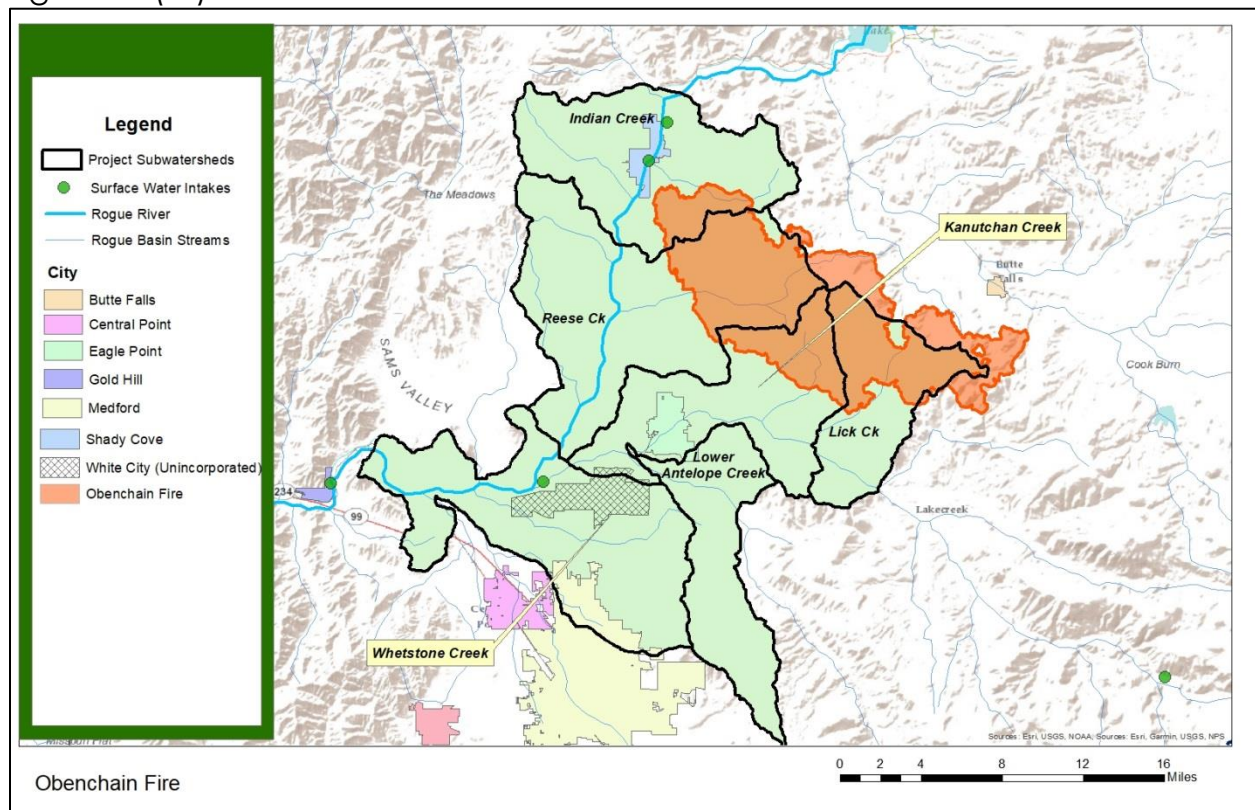 Legend
Project Subwatersheds
Surface Water Intakes
Rogue River
Rogue Basin Streams
City
Butte Falls
Central Point
Eagle Point
Gold Hill
Medford
Shady Cove
White City (Unincorporated)
Obenchain Fire
Lake
Indian Creek
The Meadows
Kanutchan Creek
Butte
Falls
Reese Ck
SAMS VALLEY
Cook Burn
Lick Ck
Lower
Antelope Creek
234
99
Lakecreek
Whetstone Creek
Sources: Esri, USGS, NOAA, Sources: Esri, Garmin, USGS, NPS
Obenchain Fire
0 2 4 8 12 16
Miles